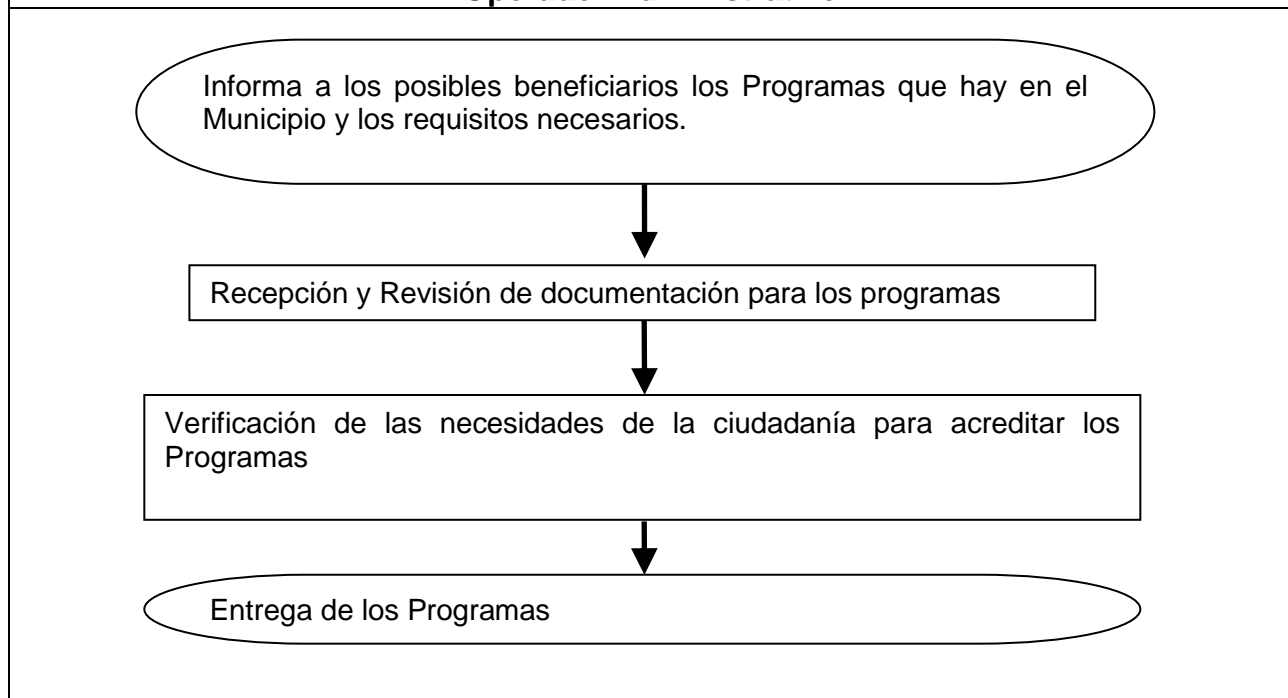 Informa a los posibles beneficiarios los Programas que hay en el
Municipio y los requisitos necesarios.
Recepción y Revisión de documentación para los programas
Verificación de las necesidades de la ciudadanía para acreditar los
Programas
Entrega de los Programas